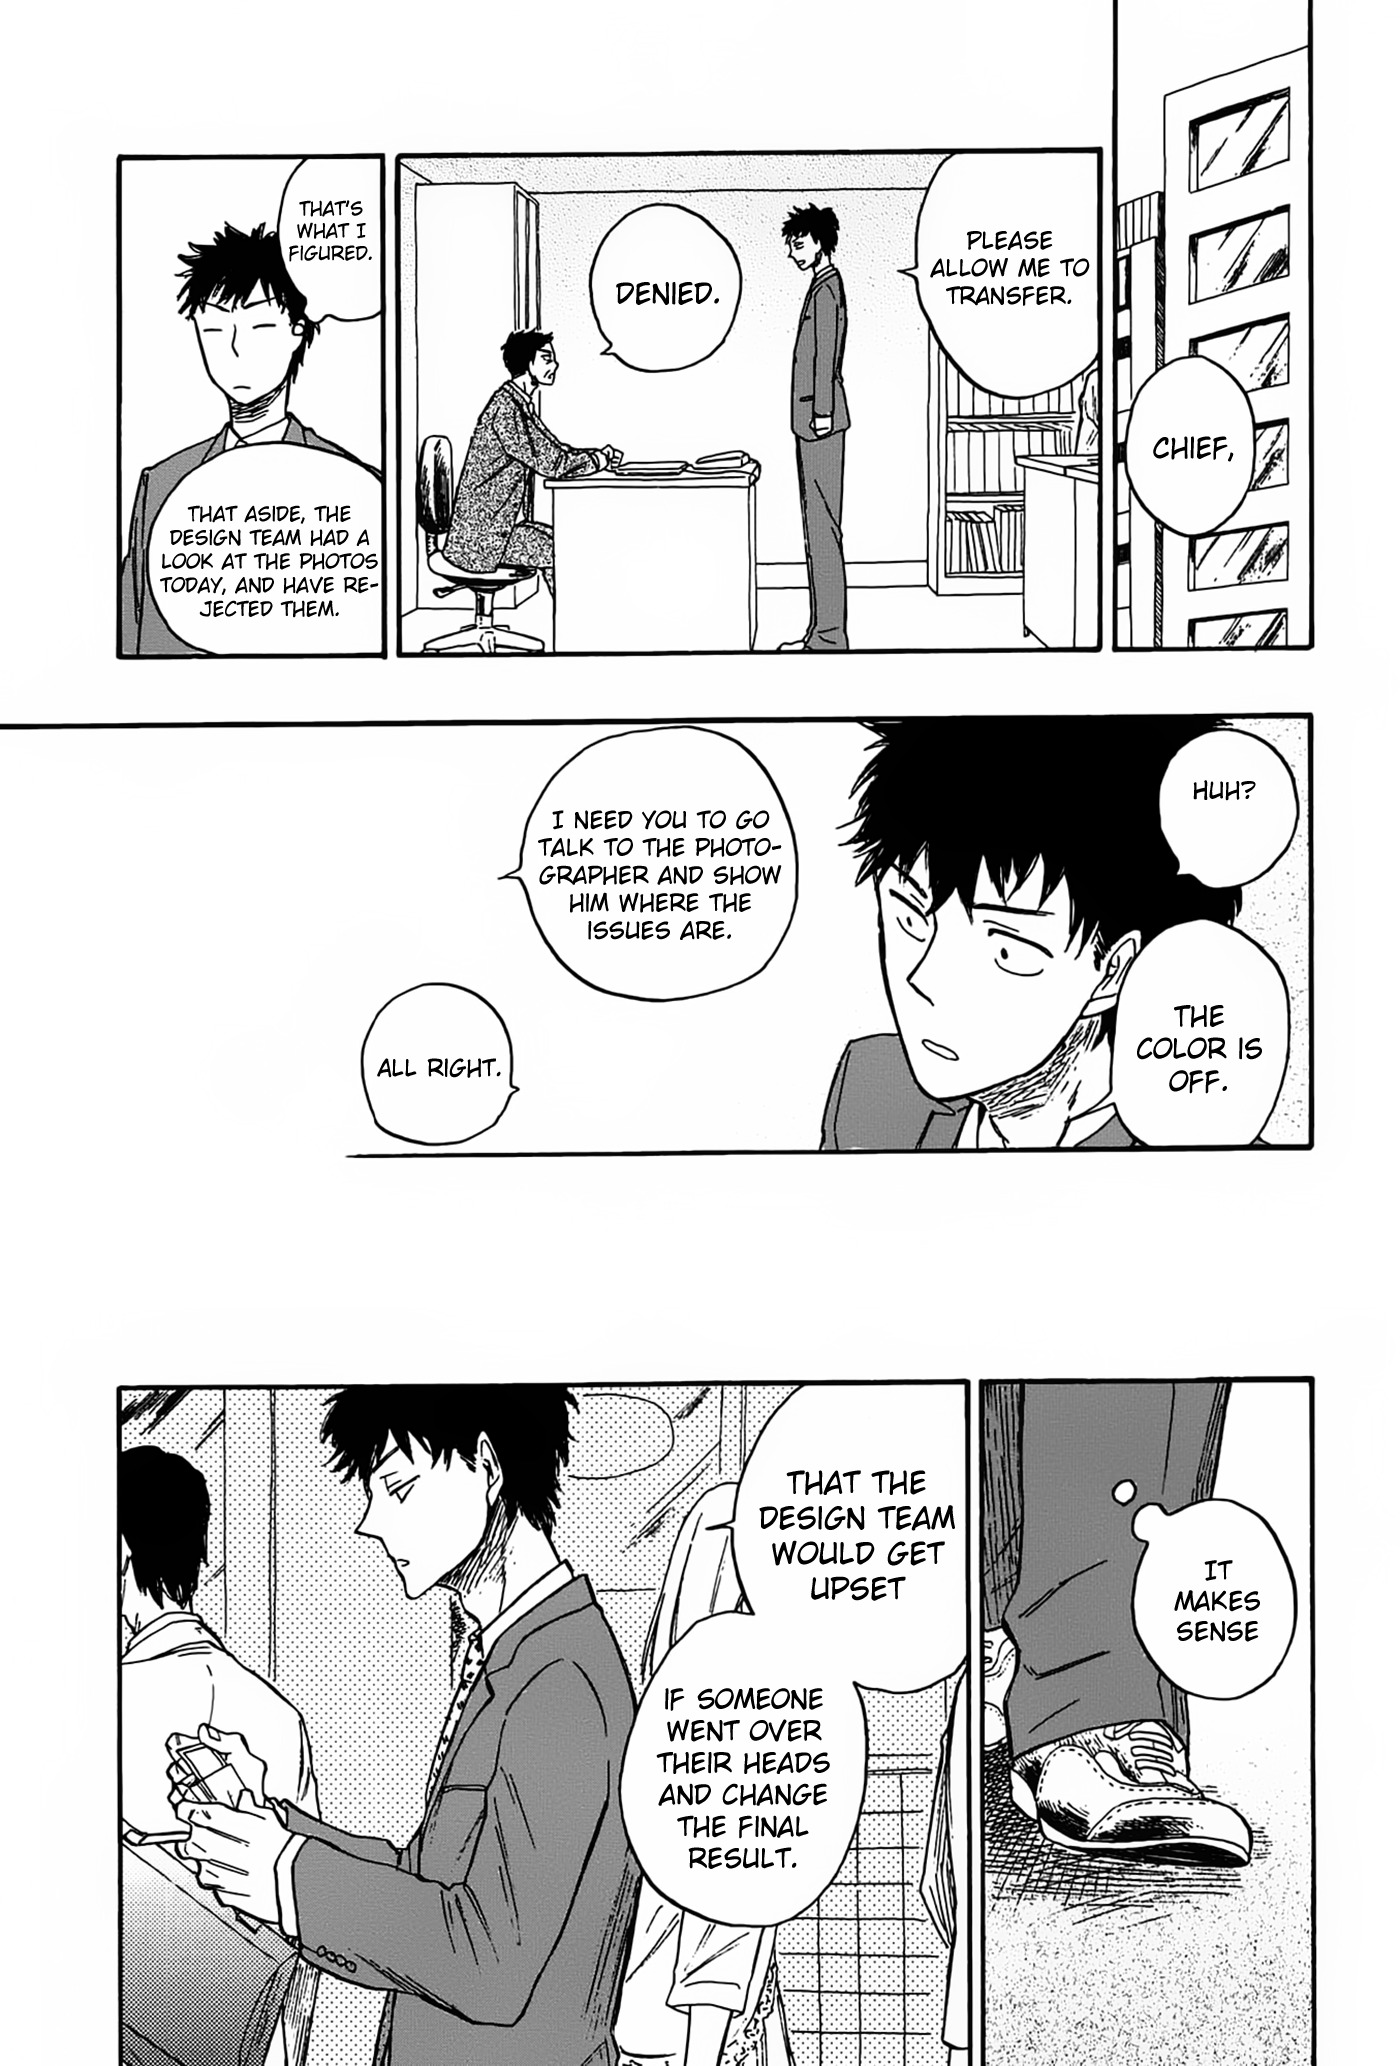 CHIEF,
PLEASE
ALLOW ME TO
TRANSFER.
DENIED.
THAT'S
WHAT I
FIGURED.
THAT ASIDE, THE
DESIGN TEAM HAD A
LOOK AT THE PHOTOS
TODAY, AND HAVE RE-
JECTED THEM.
HUH?
THE
COLOR IS
OFF.
I NEED YOU TO GO
TALK TO THE PHOTO-
GRAPHER AND SHOW
HIM WHERE THE
ISSUES ARE.
ALL RIGHT.
IT
MAKES
SENSE
THAT THE
DESIGN TEAM
WOULD GET
UPSET
IF SOMEONE
WENT OVER
THEIR HEADS
AND CHANGE
THE FINAL
RESULT.